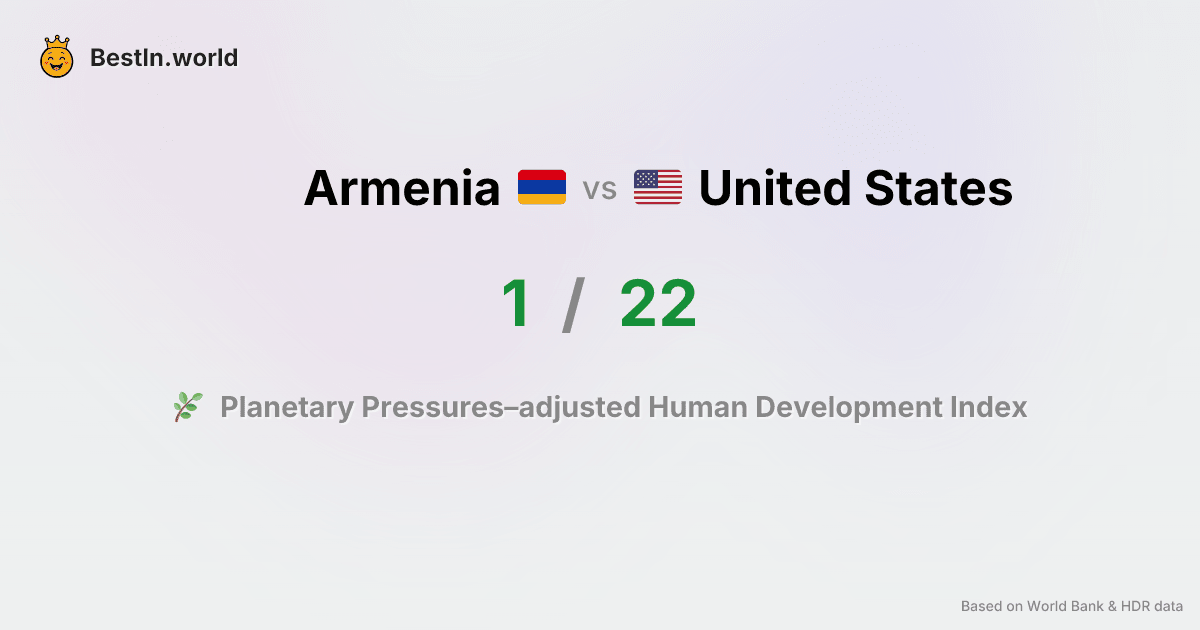 BestIn.world
Armenia vs United States
1 / 22
Planetary Pressures–adjusted Human Development Index
Based on World Bank & HDR data